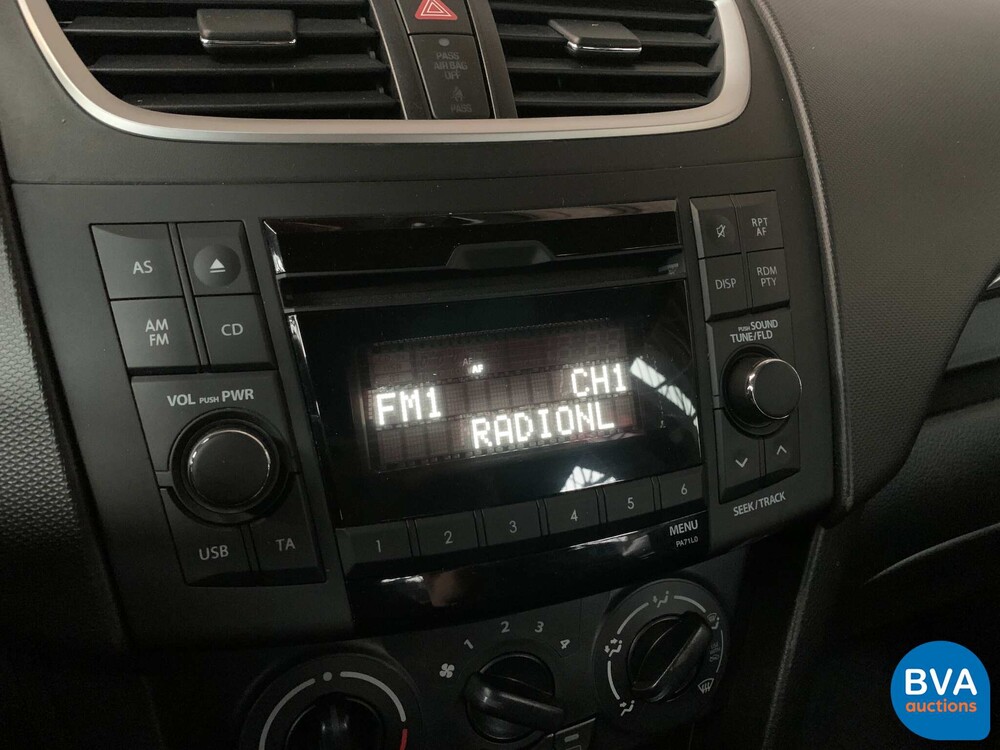 PASS
AIR BAG
OFF
PASS
AS
AM
FM
CD
VOL PUSH PWR
USB
TA
AF
AF
FM1
CH1
RADIONL
1
2
3
4
5
6
MENU
PA71L0
RPT
AF
DISP
RDM
PTY
PUSH SOUND
TUNE/FLD
SEEK/TRACK
1
2
3
4
BVA
auctions